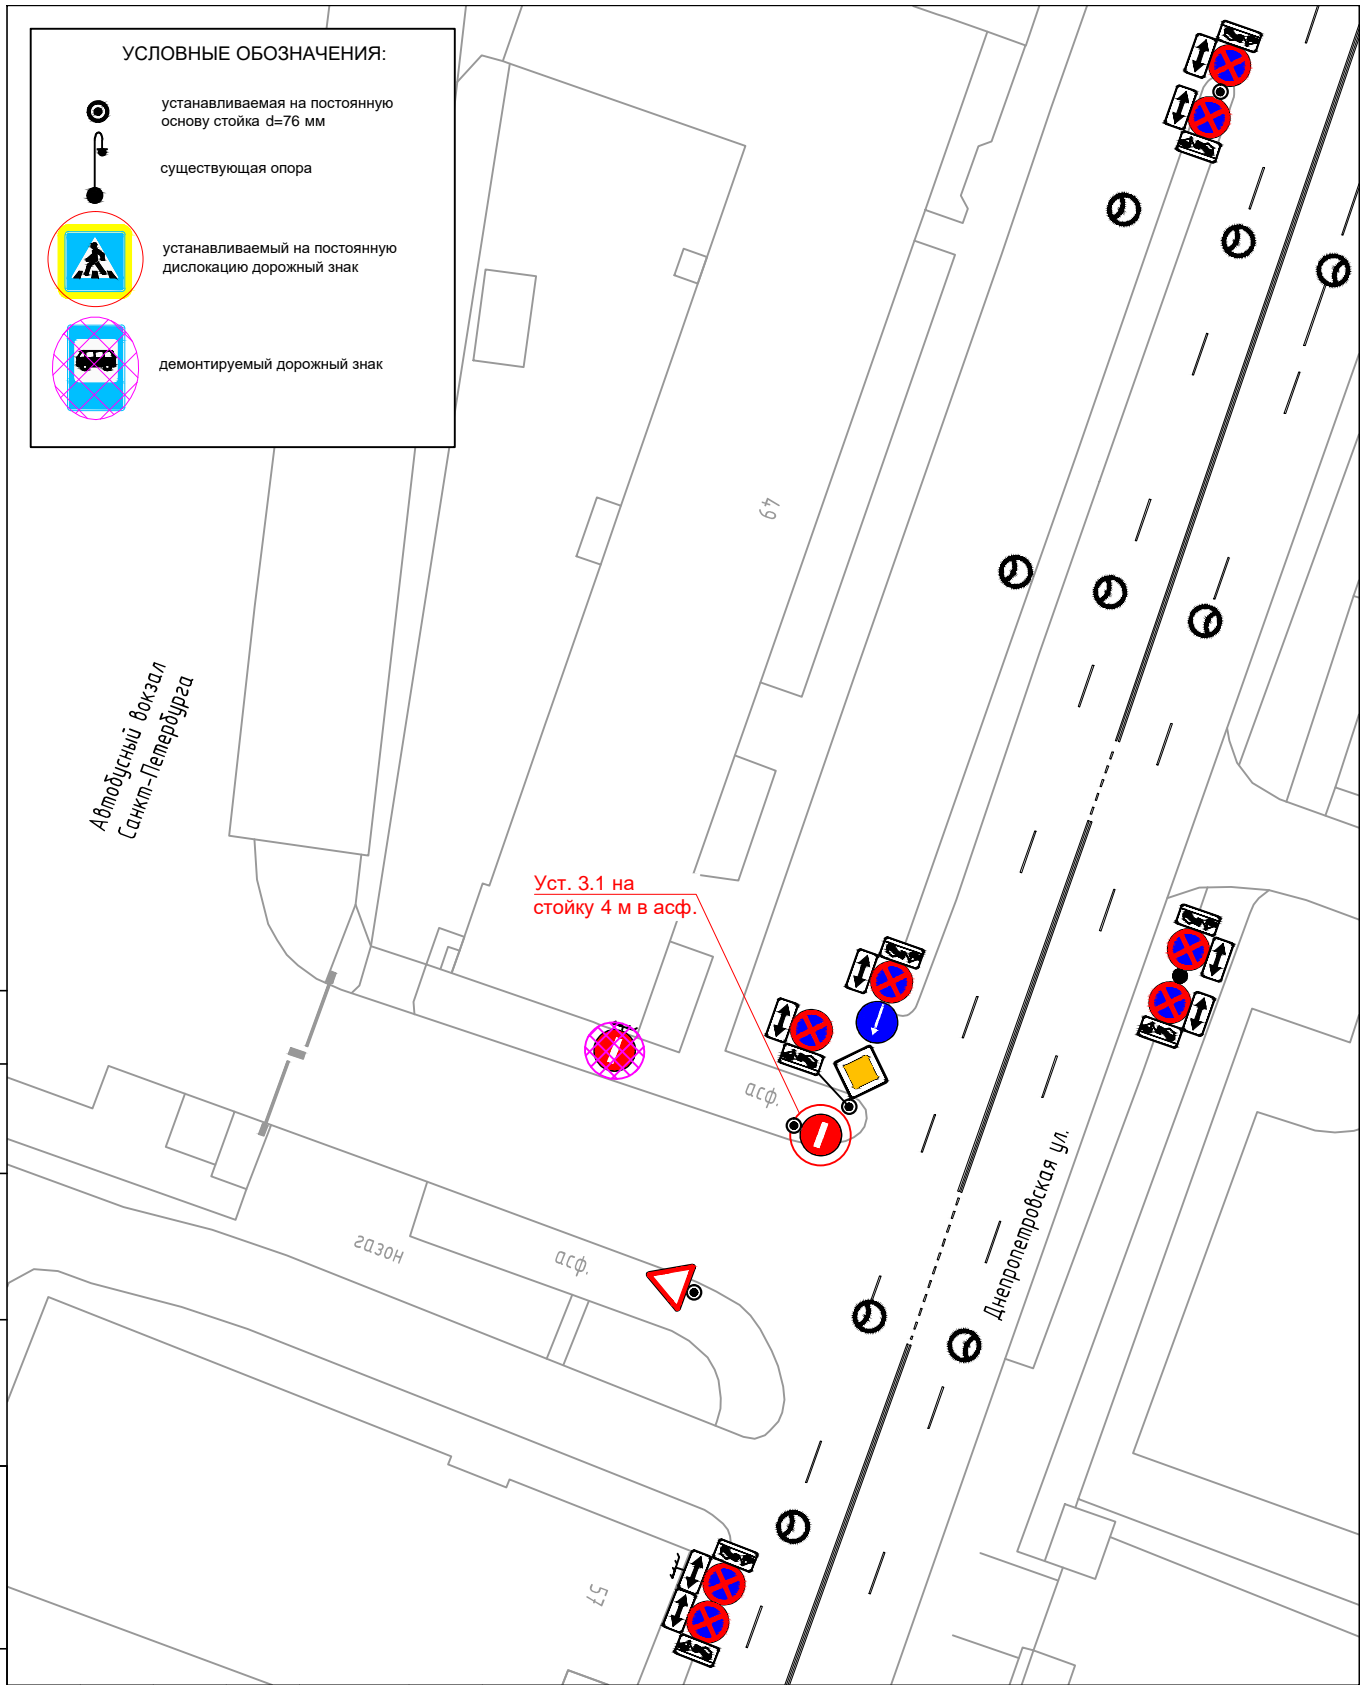 УСЛОВНЫЕ ОБОЗНАЧЕНИЯ:
устанавливаемая на постоянную
основу стойка d=76 мм
существующая опора
устанавливаемый на постоянную
дислокацию дорожный знак
демонтируемый дорожный знак
49
Автобусный вокзал
Санкт-Петербурга
Уст. 3.1 на
стойку 4 м в асф.
асф.
Днепропетровская ул.
газон
асф.
57